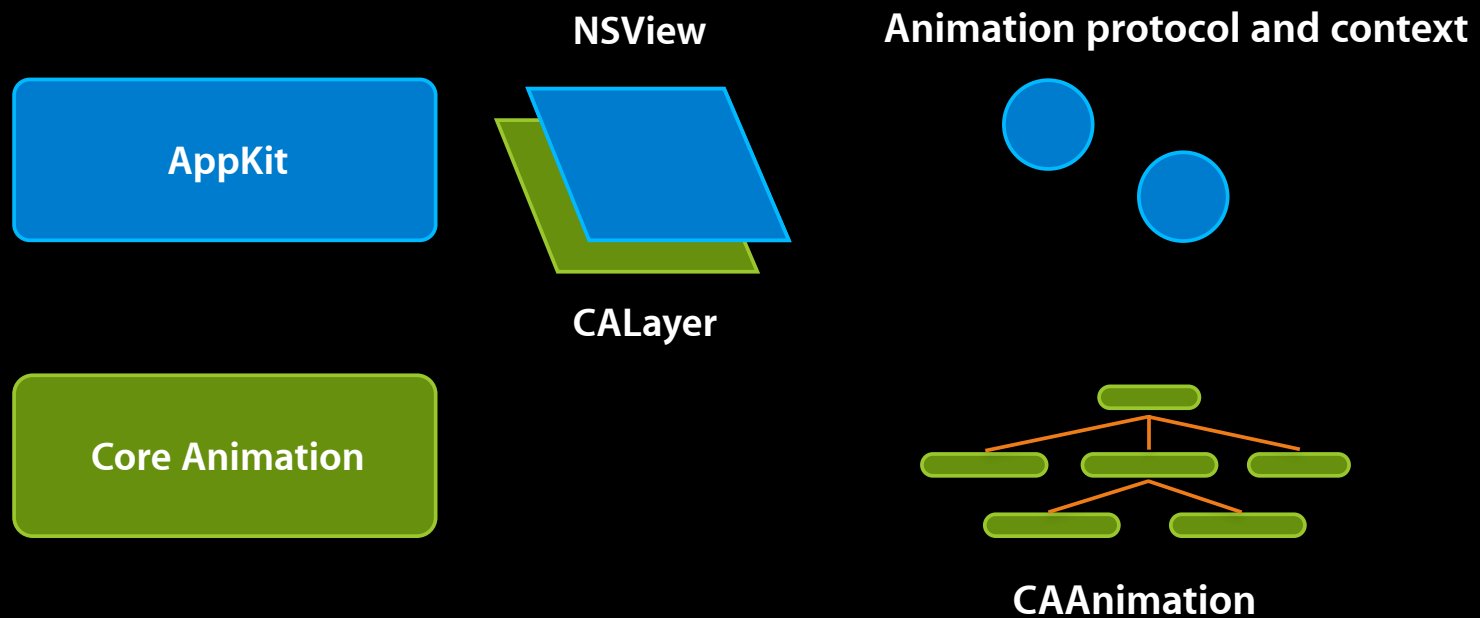 NSView
Animation protocol and context
AppKit
CALayer
Core Animation
CAAnimation